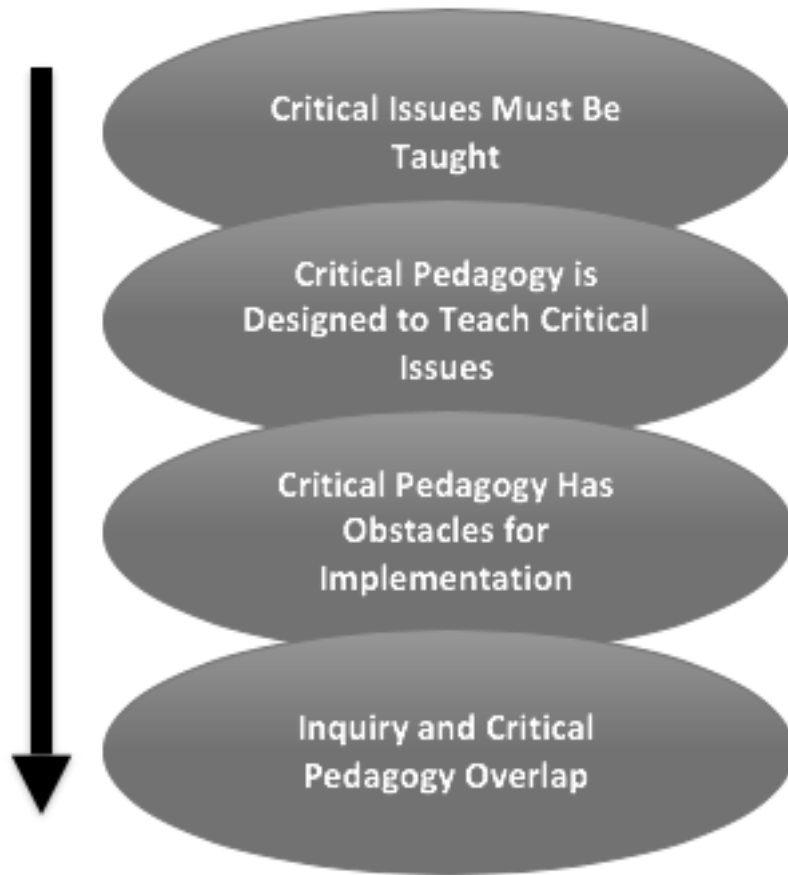 Critical Issues Must Be
Taught
Critical Pedagogy is
Designed to Teach Critical
Issues
Critical Pedagogy Has
Obstacles for
Implementation
Inquiry and Critical
Pedagogy Overlap